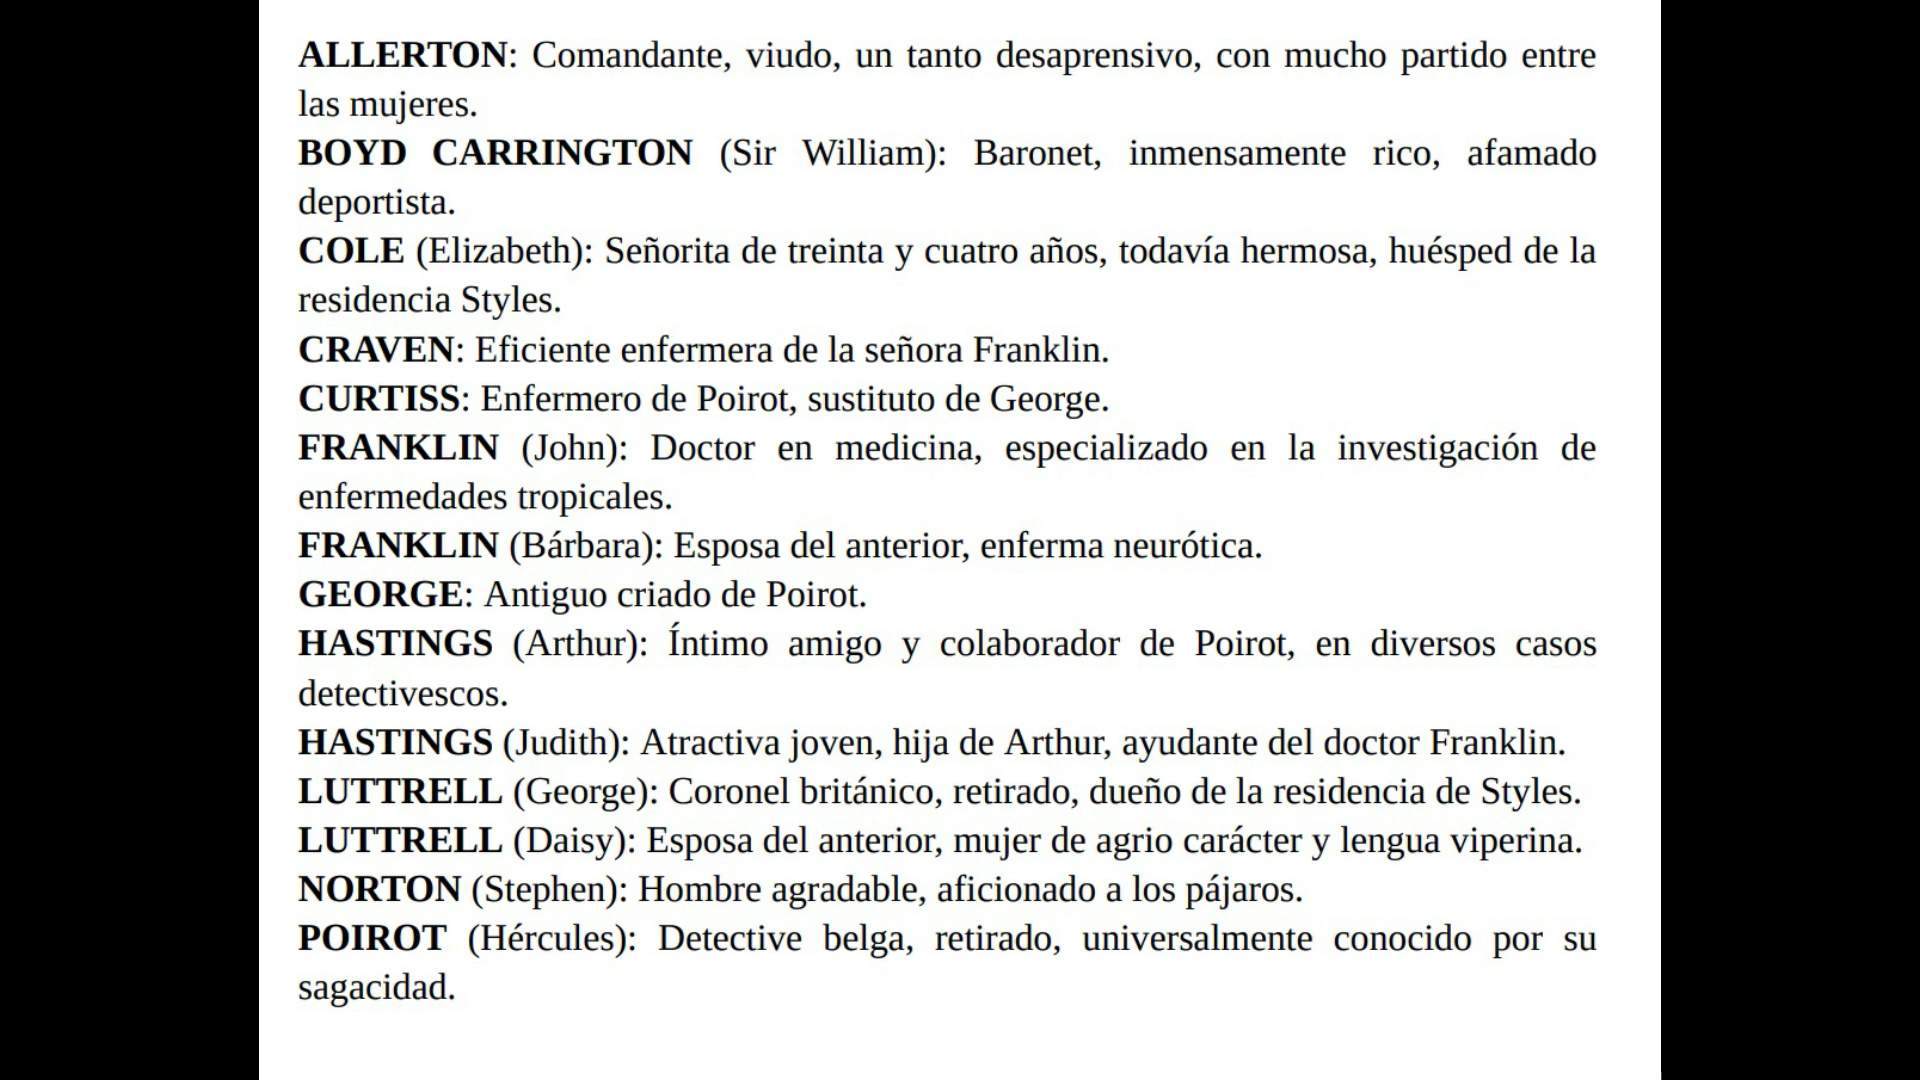 ALLERTON: Comandante, viudo, un tanto desaprensivo, con mucho partido entre
las mujeres.
BOYD CARRINGTON (Sir William): Baronet, inmensamente rico, afamado
deportista.
COLE (Elizabeth): Señorita de treinta y cuatro años, todavía hermosa, huésped de la
residencia Styles.
CRAVEN: Eficiente enfermera de la señora Franklin.
CURTISS: Enfermero de Poirot, sustituto de George.
FRANKLIN (John): Doctor en medicina, especializado en la investigación de
enfermedades tropicales.
FRANKLIN (Bárbara): Esposa del anterior, enferma neurótica.
GEORGE: Antiguo criado de Poirot.
HASTINGS (Arthur): Íntimo amigo y colaborador de Poirot, en diversos casos
detectivescos.
HASTINGS (Judith): Atractiva joven, hija de Arthur, ayudante del doctor Franklin.
LUTTRELL (George): Coronel británico, retirado, dueño de la residencia de Styles.
LUTTRELL (Daisy): Esposa del anterior, mujer de agrio carácter y lengua viperina.
NORTON (Stephen): Hombre agradable, aficionado a los pájaros.
POIROT (Hércules): Detective belga, retirado, universalmente conocido por su
sagacidad.